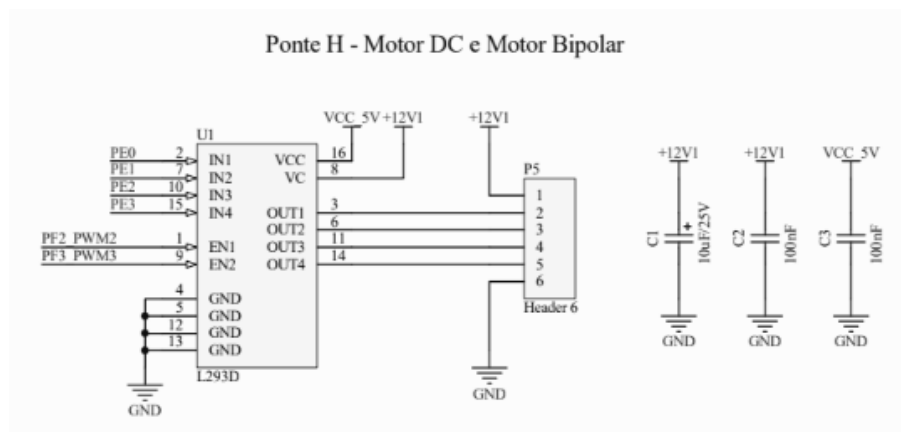 Ponte H - Motor DC e Motor Bipolar
VCC_5V +12V1 +12V1
U1
PE0 2 IN1 VCC 16
PE1 7 IN2 VC 8
PE2 10 IN3
PE3 15 IN4 OUT1 3
OUT2 6
PF2_PWM2 1 EN1 OUT3 11
PF3_PWM3 9 EN2 OUT4 14
4 GND
5 GND
12 GND
13 GND
L293D
GND
P5
1
2
3
4
5
6
Header 6
GND
+12V1 +12V1 VCC_5V
C1 + 10uF/25V C2 100nF C3 100nF
GND GND GND